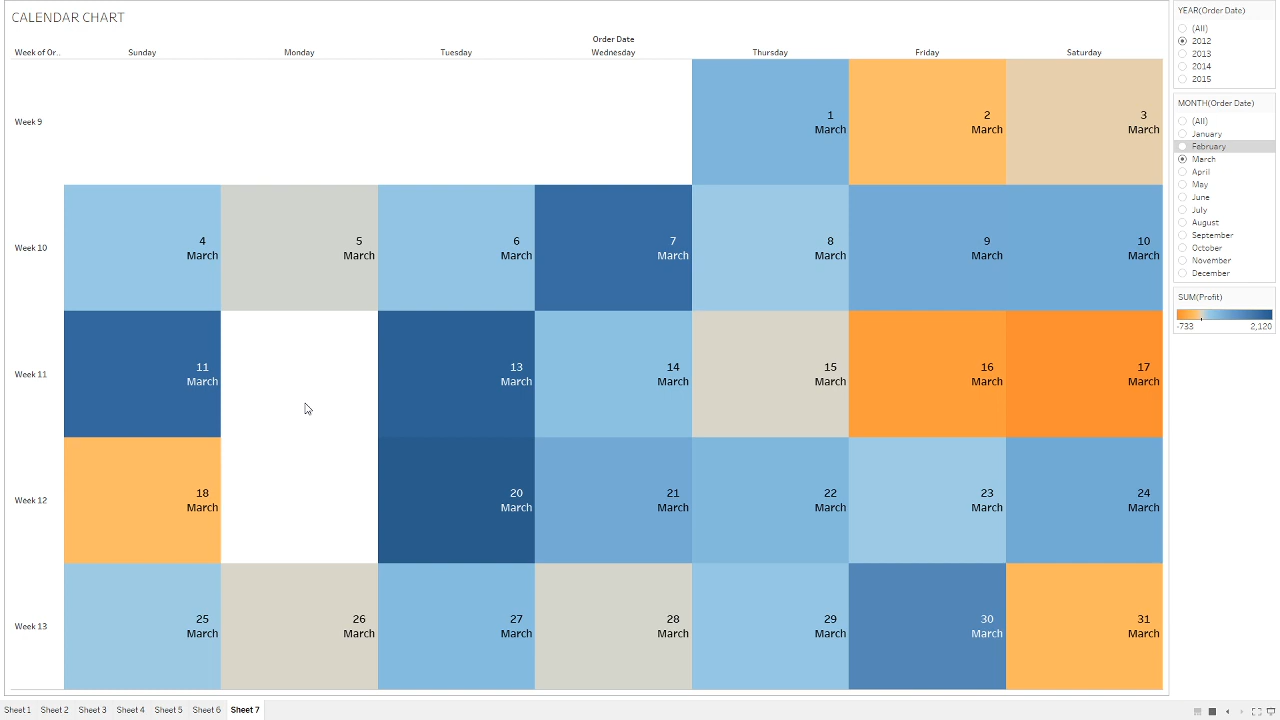 CALENDAR CHART
Order Date
Week of Or.. Sunday Monday Tuesday Wednesday Thursday Friday Saturday
Week 9
1
March
2
March
3
March
Week 10
4
March
5
March
6
March
7
March
8
March
9
March
10
March
Week 11
11
March
13
March
14
March
15
March
16
March
17
March
Week 12
18
March
20
March
21
March
22
March
23
March
24
March
Week 13
25
March
26
March
27
March
28
March
29
March
30
March
31
March
YEAR(Order Date)
(All)
2012
2013
2014
2015
MONTH(Order Date)
(All)
January
February
March
April
May
June
July
August
September
October
November
December
SUM(Profit)
-733 2,120
Sheet 1 Sheet 2 Sheet 3 Sheet 4 Sheet 5 Sheet 6 Sheet 7